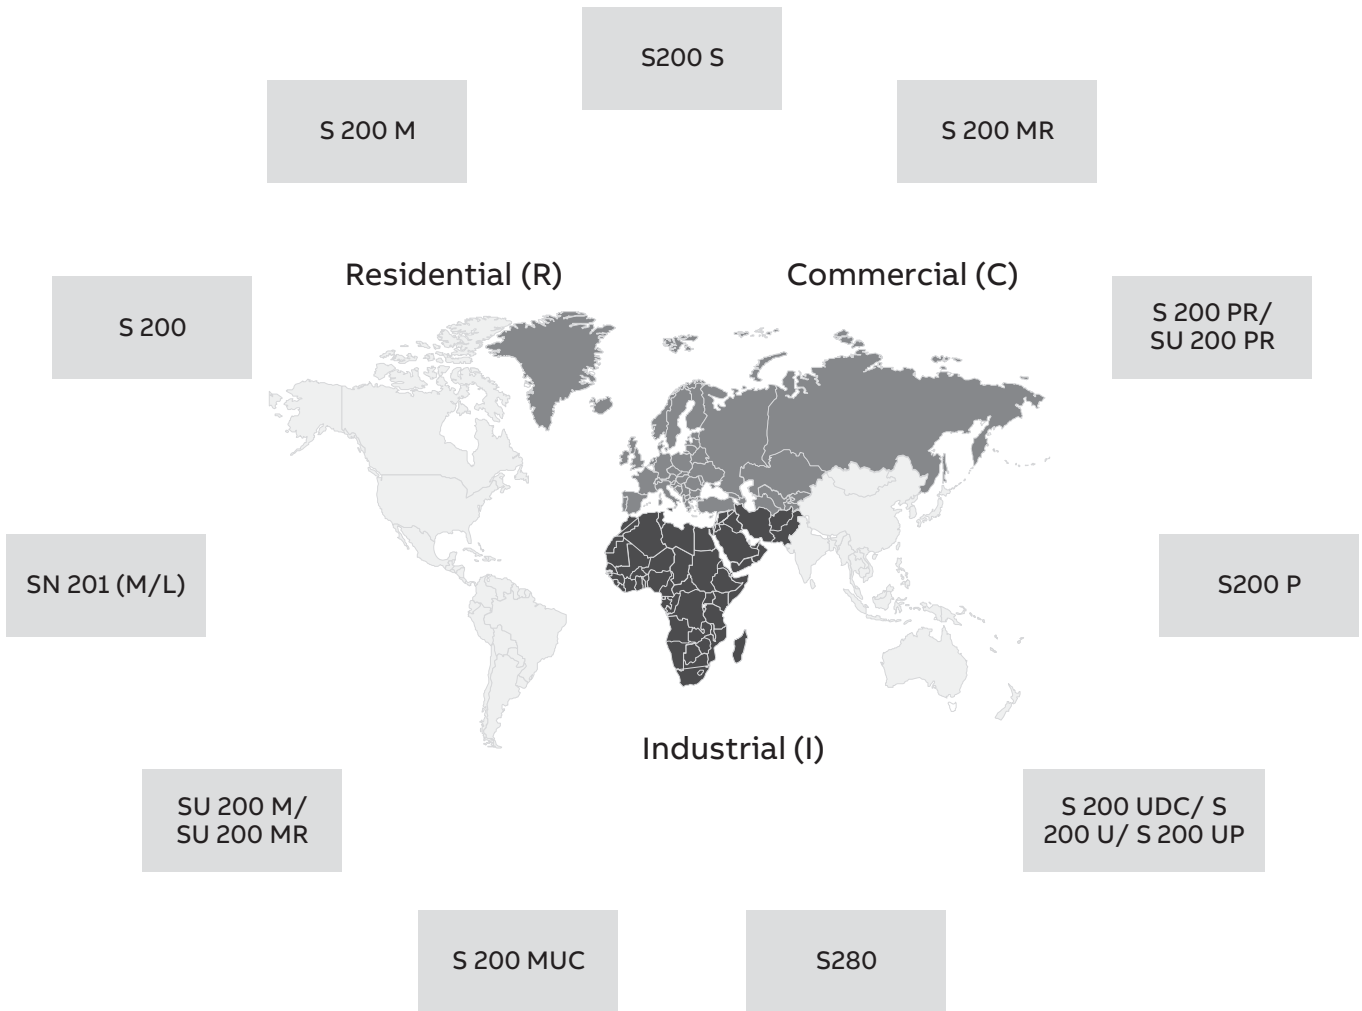 S200 S
S 200 M
S 200 MR
Residential (R)
Commercial (C)
S 200
S 200 PR/
SU 200 PR
SN 201 (M/L)
S200 P
Industrial (I)
SU 200 M/
SU 200 MR
S 200 UDC/ S
200 U/ S 200 UP
S 200 MUC
S280